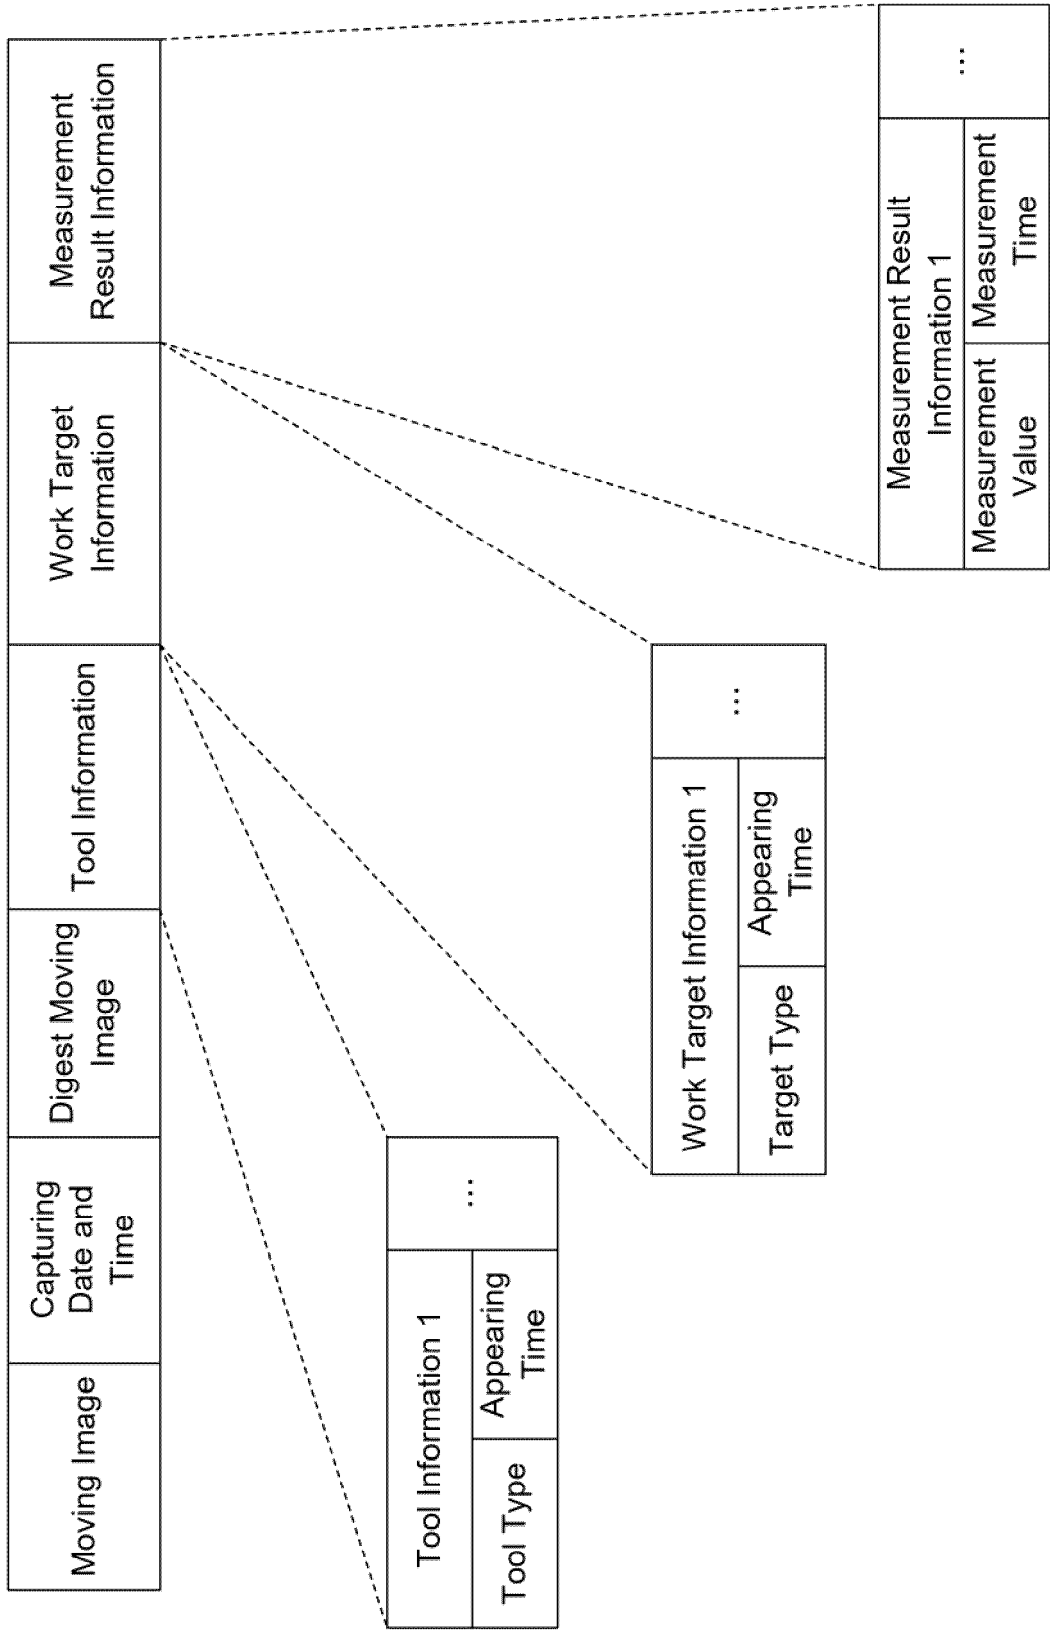 Moving Image
Capturing
Date and
Time
Digest Moving
Image
Tool Information
Work Target
Information
Measurement
Result Information
Tool Information 1
...
Tool Type
Appearing
Time
Work Target Information 1
...
Target Type
Appearing
Time
Measurement Result
Information 1
...
Measurement
Value
Measurement
Time